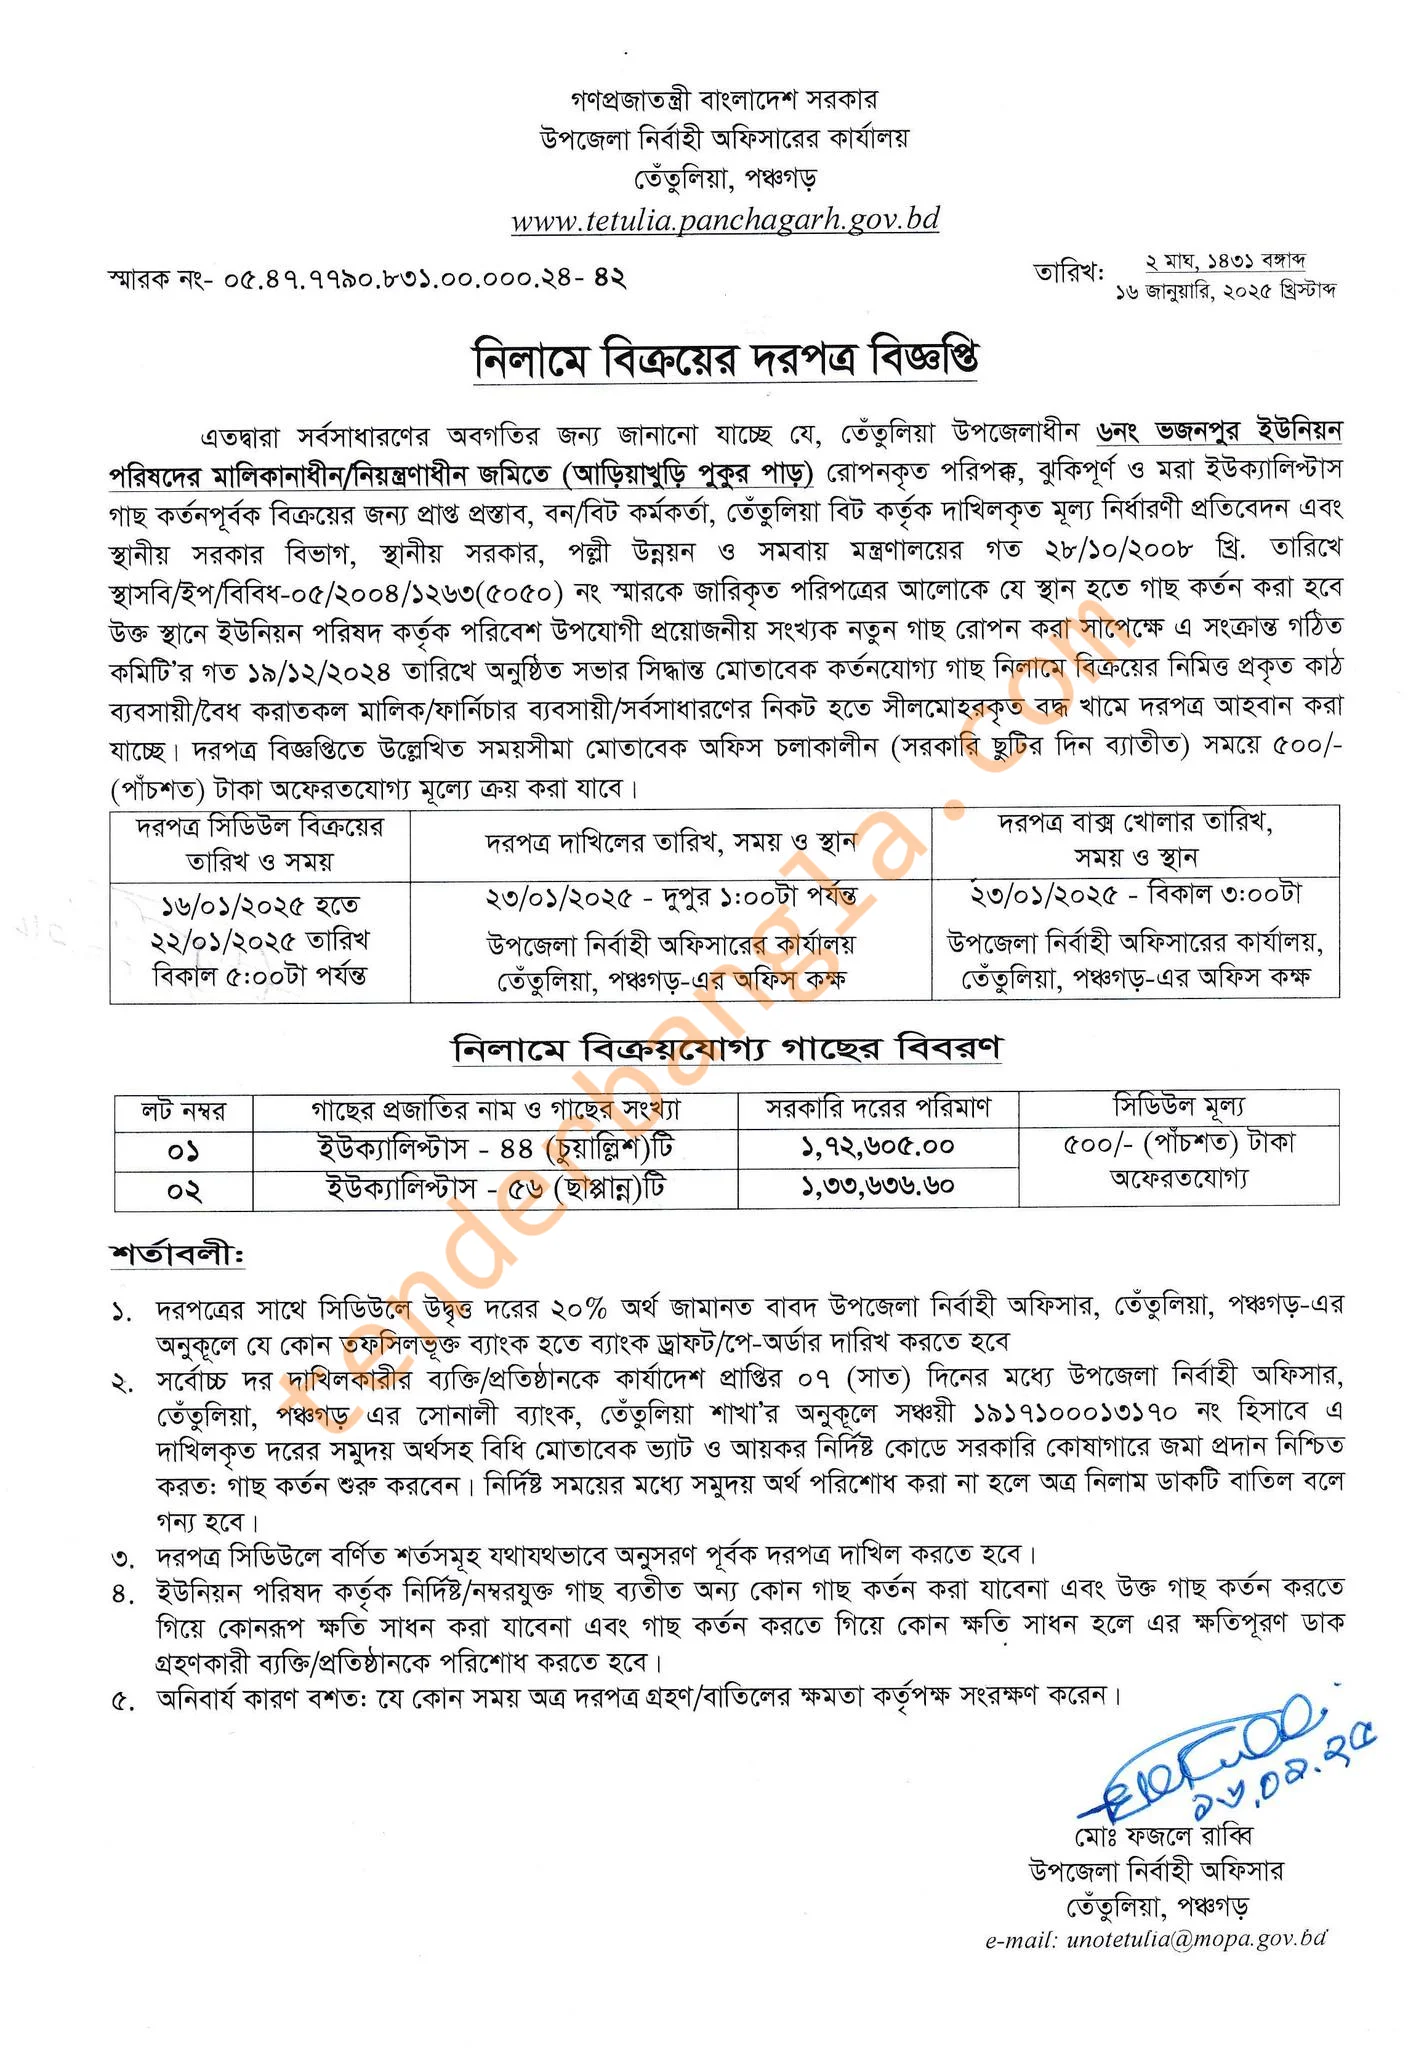 গণপ্রজাতন্ত্রী বাংলাদেশ সরকার
উপজেলা নির্বাহী অফিসারের কার্যালয়
তেঁতুলিয়া, পঞ্চগড়
www.tetulia.panchagarh.gov.bd
স্মারক নং- ০৫.৪৭.৭৭৯০.৮৩১.০০.০০০.২৪- ৪২
তারিখঃ ২ মাঘ, ১৪৩১ বঙ্গাব্দ
১৬ জানুয়ারি, ২০২৫ খ্রিস্টাব্দ
নিলামে বিক্রয়ের দরপত্র বিজ্ঞপ্তি
এতদ্বারা সর্বসাধারণের অবগতির জন্য জানানো যাচ্ছে যে, তেঁতুলিয়া উপজেলাধীন ৬নং ভজনপুর ইউনিয়ন
পরিষদের মালিকানাধীন/নিয়ন্ত্রণাধীন জমিতে (আড়িয়াখুড়ি পুকুর পাড়) রোপনকৃত পরিপক্ক, ঝুকিপূর্ণ ও মরা ইউক্যালিপ্টাস
গাছ কর্তনপূর্বক বিক্রয়ের জন্য প্রাপ্ত প্রস্তাব, বন/বিট কর্মকর্তা, তেঁতুলিয়া বিট কর্তৃক দাখিলকৃত মূল্য নির্ধারণী প্রতিবেদন এবং
স্থানীয় সরকার বিভাগ, স্থানীয় সরকার, পল্লী উন্নয়ন ও সমবায় মন্ত্রণালয়ের গত ২৮/১০/২০০৮ খ্রি. তারিখে
স্থাসবি/ইপ/বিবিধ-০৫/২০০৪/১২৬৩(৫০৫০) নং স্মারকে জারিকৃত পরিপত্রের আলোকে যে স্থান হতে গাছ কর্তন করা হবে
উক্ত স্থানে ইউনিয়ন পরিষদ কর্তৃক পরিবেশ উপযোগী প্রয়োজনীয় সংখ্যক নতুন গাছ রোপন করা সাপেক্ষে এ সংক্রান্ত গঠিত
কমিটি'র গত ১৯/১২/২০২৪ তারিখে অনুষ্ঠিত সভার সিদ্ধান্ত মোতাবেক কর্তনযোগ্য গাছ নিলামে বিক্রয়ের নিমিত্ত প্রকৃত কাঠ
ব্যবসায়ী/বৈধ করাতকল মালিক/ফার্নিচার ব্যবসায়ী/সর্বসাধারণের নিকট হতে সীলমোহরকৃত বদ্ধ খামে দরপত্র আহবান করা
যাচ্ছে। দরপত্র বিজ্ঞপ্তিতে উল্লেখিত সময়সীমা মোতাবেক অফিস চলাকালীন (সরকারি ছুটির দিন ব্যাতীত) সময়ে ৫০০/-
(পাঁচশত) টাকা অফেরতযোগ্য মূল্যে ক্রয় করা যাবে।
দরপত্র সিডিউল বিক্রয়ের
তারিখ ও সময়
দরপত্র দাখিলের তারিখ, সময় ও স্থান
দরপত্র বাক্স খোলার তারিখ,
সময় ও স্থান
১৬/০১/২০২৫ হতে
২২/০১/২০২৫ তারিখ
বিকাল ৫:০০টা পর্যন্ত
২৩/০১/২০২৫ - দুপুর ১:০০টা পর্যন্ত
উপজেলা নির্বাহী অফিসারের কার্যালয়
তেঁতুলিয়া, পঞ্চগড়-এর অফিস কক্ষ
২৩/০১/২০২৫ - বিকাল ৩:০০টা
উপজেলা নির্বাহী অফিসারের কার্যালয়,
তেঁতুলিয়া, পঞ্চগড়-এর অফিস কক্ষ
নিলামে বিক্রয়যোগ্য গাছের বিবরণ
লট নম্বর গাছের প্রজাতির নাম ও গাছের সংখ্যা সরকারি দরের পরিমাণ সিডিউল মূল্য
০১ ইউক্যালিপ্টাস - ৪৪ (চুয়াল্লিশ)টি ১,৭২,৬০৫.০০ ৫০০/- (পাঁচশত) টাকা
অফেরতযোগ্য
০২ ইউক্যালিপ্টাস - ৫৬ (ছাপ্পান্ন)টি ১,৩৩,৬৩৬.৬০
শর্তাবলী:
১. দরপত্রের সাথে সিডিউলে উদ্বৃত্ত দরের ২০% অর্থ জামানত বাবদ উপজেলা নির্বাহী অফিসার, তেঁতুলিয়া, পঞ্চগড়-এর
অনুকূলে যে কোন তফসিলভূক্ত ব্যাংক হতে ব্যাংক ড্রাফট/পে-অর্ডার দারিখ করতে হবে
২. সর্বোচ্চ দর দাখিলকারীর ব্যক্তি/প্রতিষ্ঠানকে কার্যাদেশ প্রাপ্তির ০৭ (সাত) দিনের মধ্যে উপজেলা নির্বাহী অফিসার,
তেঁতুলিয়া, পঞ্চগড় এর সোনালী ব্যাংক, তেঁতুলিয়া শাখা'র অনুকূলে সঞ্চয়ী ১৯১৭১০০০১৩১৭০ নং হিসাবে এ
দাখিলকৃত দরের সমুদয় অর্থসহ বিধি মোতাবেক ভ্যাট ও আয়কর নির্দিষ্ট কোডে সরকারি কোষাগারে জমা প্রদান নিশ্চিত
করত: গাছ কর্তন শুরু করবেন। নির্দিষ্ট সময়ের মধ্যে সমুদয় অর্থ পরিশোধ করা না হলে অত্র নিলাম ডাকটি বাতিল বলে
গন্য হবে।
৩. দরপত্র সিডিউলে বর্ণিত শর্তসমূহ যথাযথভাবে অনুসরণ পূর্বক দরপত্র দাখিল করতে হবে।
৪. ইউনিয়ন পরিষদ কর্তৃক নির্দিষ্ট/নম্বরযুক্ত গাছ ব্যতীত অন্য কোন গাছ কর্তন করা যাবেনা এবং উক্ত গাছ কর্তন করতে
গিয়ে কোনরূপ ক্ষতি সাধন করা যাবেনা এবং গাছ কর্তন করতে গিয়ে কোন ক্ষতি সাধন হলে এর ক্ষতিপূরণ ডাক
গ্রহণকারী ব্যক্তি/প্রতিষ্ঠানকে পরিশোধ করতে হবে।
৫. অনিবার্য কারণ বশত: যে কোন সময় অত্র দরপত্র গ্রহণ/বাতিলের ক্ষমতা কর্তৃপক্ষ সংরক্ষণ করেন।
মোঃ ফজলে রাব্বি
উপজেলা নির্বাহী অফিসার
তেঁতুলিয়া, পঞ্চগড়
e-mail: unotetulia@mopa.gov.bd
tenderbangla.com